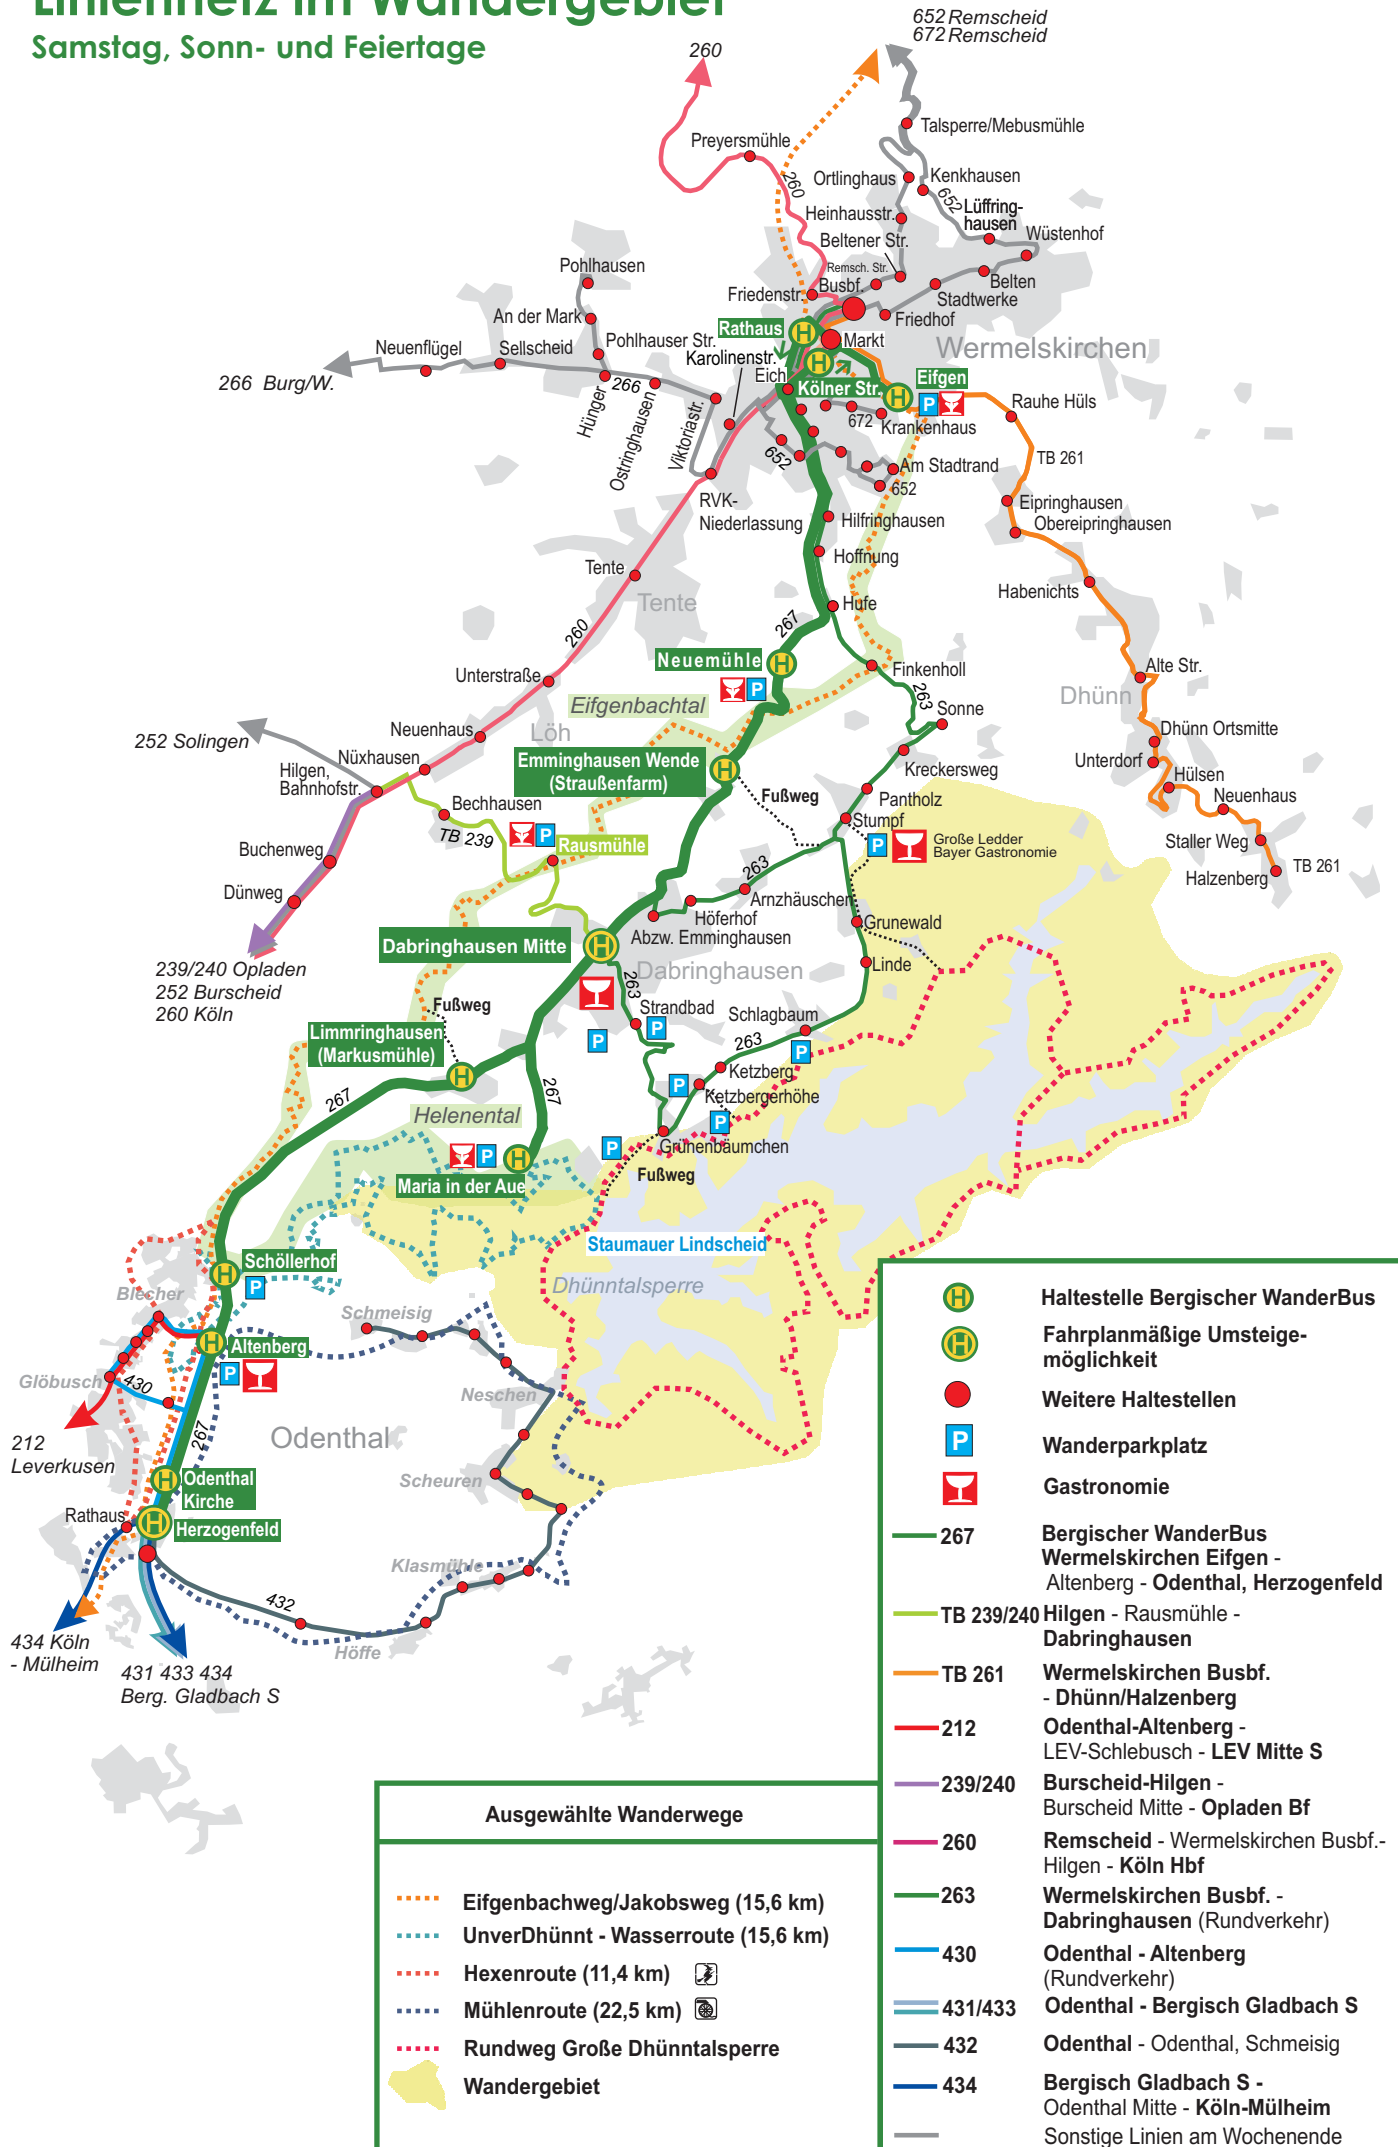 Liniennetz im Wandergebiet
Samstag, Sonn- und Feiertage
652 Remscheid
672 Remscheid
260
Talsperre/Mebusmühle
Preyersmühle
Ortlinghaus
Kenkhausen
260
652
Lüffring-
hausen
Heinhausstr.
Wüstenhof
Beltener Str.
Remsch. Str.
Belten
Pohlhausen
Busbf.
Stadtwerke
Friedenstr.
Friedhof
An der Mark
Rathaus
Markt
Wermelskirchen
Pohlhauser Str.
Neuenflügel
Sellscheid
Karolinenstr.
Eich
Eifgen
P
266 Burg/W.
266
Kölner Str.
Rauhe Hüls
Hünger
Ostringhausen
Viktoriastr.
672
Krankenhaus
652
TB 261
Am Stadtrand
652
RVK-
Niederlassung
Eipringhausen
Hilfringhausen
Obereipringhausen
Hoffnung
Tente
Habenichts
Tente
Hufe
260
267
Neuemühle
P
Finkenholl
Alte Str.
Unterstraße
263
Dhünn
Eifgenbachtal
Sonne
Neuenhaus
Löh
Dhünn Ortsmitte
252 Solingen
Nüxhausen
Emminghausen Wende
(Straußenfarm)
Kreckersweg
Unterdorf
Hilgen,
Bahnhofstr.
Hülsen
Bechhausen
Fußweg
Pantholz
Neuenhaus
TB 239
P
Stumpf
Rausmühle
P
Große Ledder
Bayer Gastronomie
Buchenweg
Staller Weg
TB 261
Halzenberg
263
Dünweg
Arnzhäuschen
Höferhof
Grunewald
Dabringhausen Mitte
Abzw. Emminghausen
239/240 Opladen
252 Burscheid
260 Köln
Dabringhausen
Linde
263
Fußweg
Strandbad
P
Schlagbaum
P
P
Limmringhausen
(Markusmühle)
263
Ketzberg
267
267
P
Ketzbergerhöhe
P
Helenental
P
P
Grünenbäumchen
Fußweg
Maria in der Aue
Staumauer Lindscheid
Schöllerhof
P
Dhünntalsperre
Blecher
Schmeisig
Altenberg
P
Glöbusch
430
Neschen
267
Odenthal
212
Leverkusen
Odenthal
Kirche
Scheuren
Rathaus
Herzogenfeld
Klasmühle
432
434 Köln
- Mülheim
Höffe
431 433 434
Berg. Gladbach S
H Haltestelle Bergischer WanderBus
H Fahrplanmäßige Umsteige-
möglichkeit
Weitere Haltestellen
P Wanderparkplatz
Gastronomie
267 Bergischer WanderBus
Wermelskirchen Eifgen -
Altenberg - Odenthal, Herzogenfeld
TB 239/240 Hilgen - Rausmühle -
Dabringhausen
TB 261 Wermelskirchen Busbf.
- Dhünn/Halzenberg
212 Odenthal-Altenberg -
LEV-Schlebusch - LEV Mitte S
239/240 Burscheid-Hilgen -
Burscheid Mitte - Opladen Bf
260 Remscheid - Wermelskirchen Busbf.-
Hilgen - Köln Hbf
263 Wermelskirchen Busbf. -
Dabringhausen (Rundverkehr)
430 Odenthal - Altenberg
(Rundverkehr)
431/433 Odenthal - Bergisch Gladbach S
432 Odenthal - Odenthal, Schmeisig
434 Bergisch Gladbach S -
Odenthal Mitte - Köln-Mülheim
Sonstige Linien am Wochenende
Ausgewählte Wanderwege
Eifgenbachweg/Jakobsweg (15,6 km)
UnverDhünnt - Wasserroute (15,6 km)
Hexenroute (11,4 km)
Mühlenroute (22,5 km)
Rundweg Große Dhünntalsperre
Wandergebiet